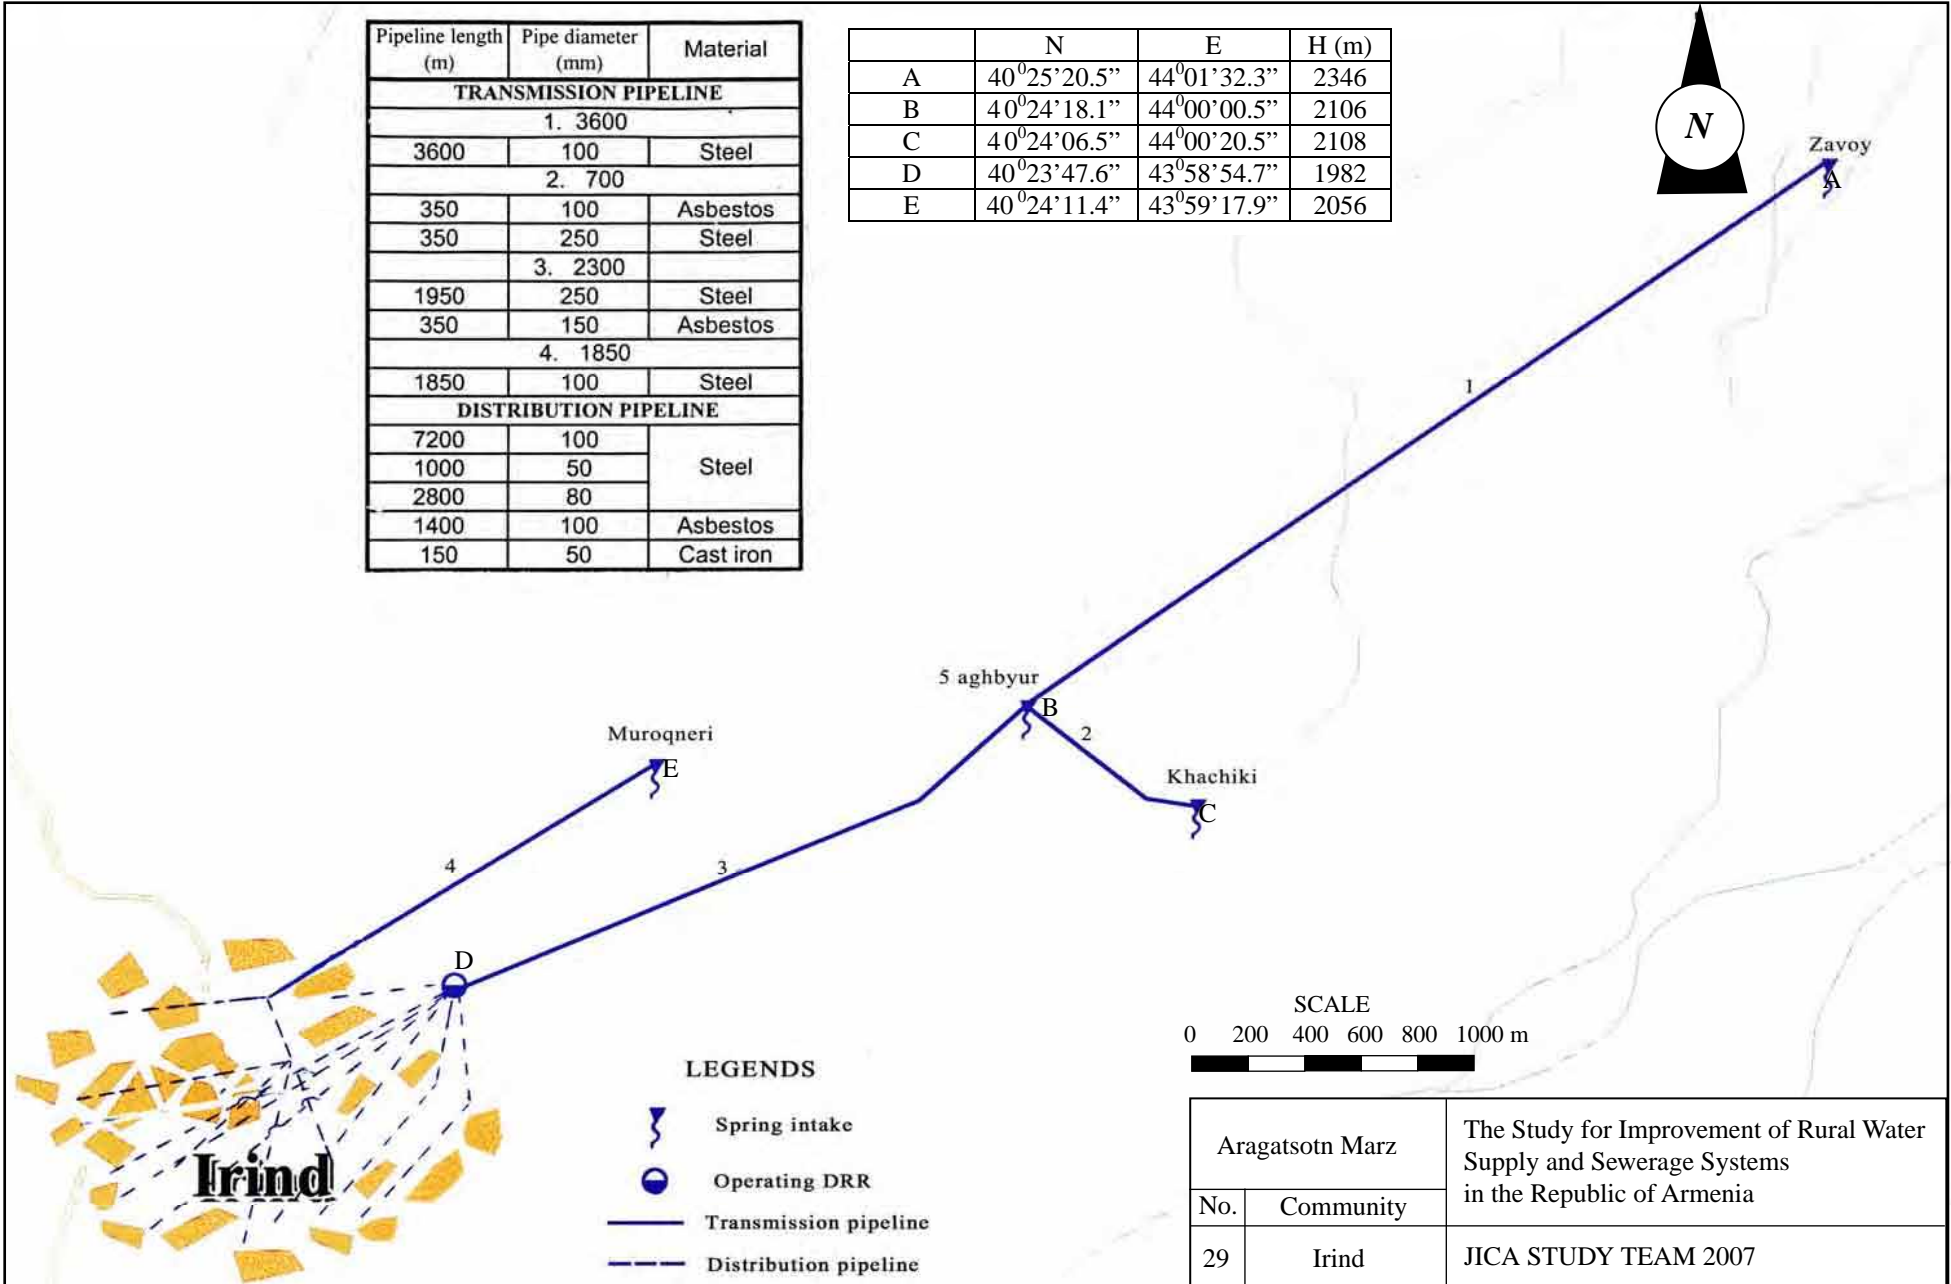 Pipeline length (m) Pipe diameter (mm) Material
TRANSMISSION PIPELINE
1. 3600
3600 100 Steel
2. 700
350 100 Asbestos
350 250 Steel
3. 2300
1950 250 Steel
350 150 Asbestos
4. 1850
1850 100 Steel
DISTRIBUTION PIPELINE
7200 100 Steel
1000 50
2800 80
1400 100 Asbestos
150 50 Cast iron
N E H (m)
A 40⁰25’20.5” 44⁰01’32.3” 2346
B 40⁰24’18.1” 44⁰00’00.5” 2106
C 40⁰24’06.5” 44⁰00’20.5” 2108
D 40⁰23’47.6” 43⁰58’54.7” 1982
E 40⁰24’11.4” 43⁰59’17.9” 2056
N
Zavoy
A
1
5 aghbyur
B
2
Muroqneri
E
Khachiki
C
4
3
D
Irind
SCALE
0 200 400 600 800 1000 m
LEGENDS
Spring intake
Operating DRR
Transmission pipeline
Distribution pipeline
Aragatsotn Marz
The Study for Improvement of Rural Water
Supply and Sewerage Systems
in the Republic of Armenia
No. Community
29 Irind JICA STUDY TEAM 2007